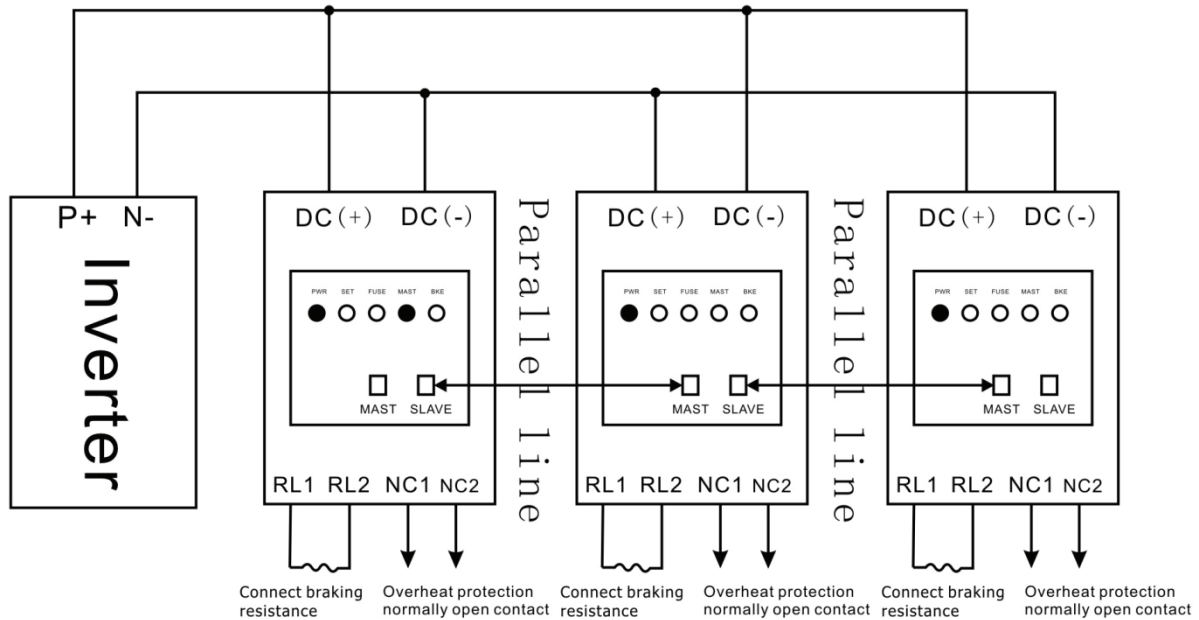 P+ N-
Inverter
DC(+) DC(-)
PWR SET FUSE MAST BKE
MAST SLAVE
RL1 RL2 NC1 NC2
Connect braking
resistance
Overheat protection
normally open contact
Parallel line
DC(+) DC(-)
PWR SET FUSE MAST BKE
MAST SLAVE
RL1 RL2 NC1 NC2
Connect braking
resistance
Overheat protection
normally open contact
Parallel line
DC(+) DC(-)
PWR SET FUSE MAST BKE
MAST SLAVE
RL1 RL2 NC1 NC2
Connect braking
resistance
Overheat protection
normally open contact